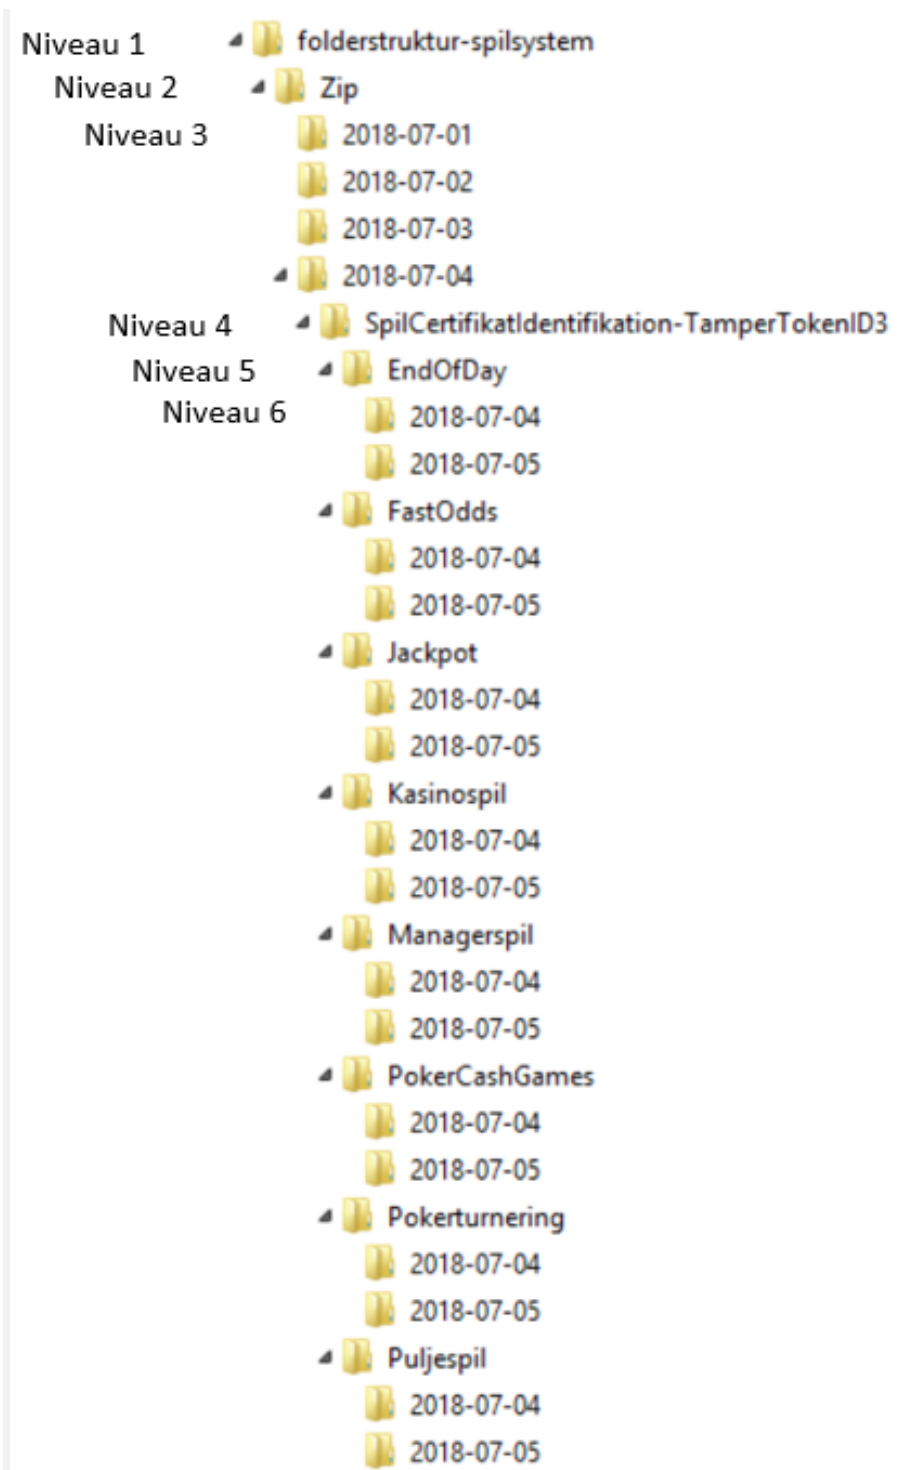 Niveau 1 folderstruktur-spilsystem
Niveau 2 Zip
Niveau 3 2018-07-01
2018-07-02
2018-07-03
2018-07-04
Niveau 4 SpilCertifikatIdentifikation-TamperTokenID3
Niveau 5 EndOfDay
Niveau 6 2018-07-04
2018-07-05
FastOdds
2018-07-04
2018-07-05
Jackpot
2018-07-04
2018-07-05
Kasinospil
2018-07-04
2018-07-05
Managerspil
2018-07-04
2018-07-05
PokerCashGames
2018-07-04
2018-07-05
Pokerturnering
2018-07-04
2018-07-05
Puljespil
2018-07-04
2018-07-05